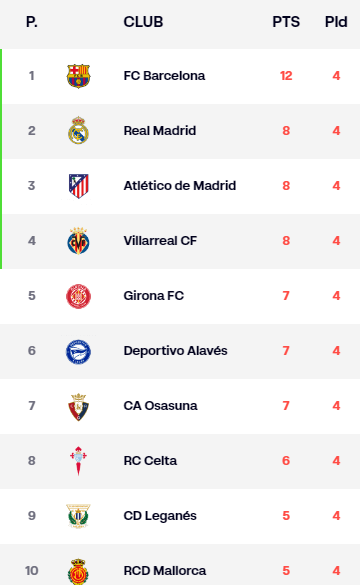 P. CLUB PTS Pld
1 FC Barcelona 12 4
2 Real Madrid 8 4
3 Atlético de Madrid 8 4
4 Villarreal CF 8 4
5 Girona FC 7 4
6 Deportivo Alavés 7 4
7 CA Osasuna 7 4
8 RC Celta 6 4
9 CD Leganés 5 4
10 RCD Mallorca 5 4